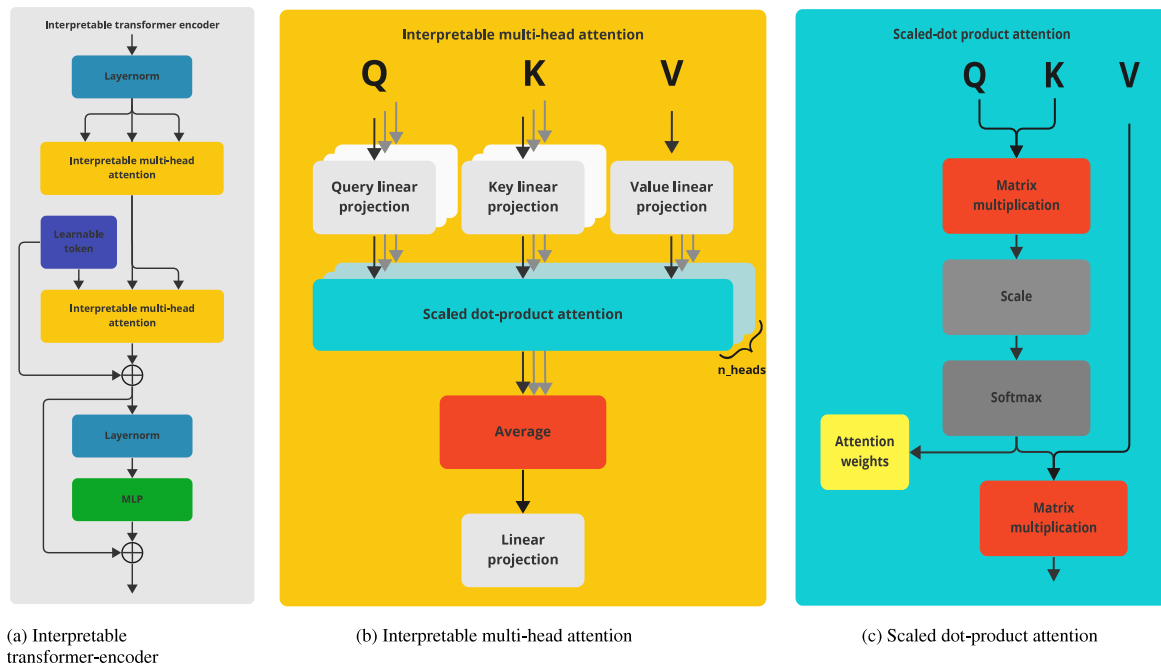 Interpretable transformer encoder
Layernorm
Interpretable multi-head
attention
Learnable
token
Interpretable multi-head
attention
Layernorm
MLP
(a) Interpretable
transformer-encoder
Interpretable multi-head attention
Q K V
Query linear
projection
Key linear
projection
Value linear
projection
Scaled dot-product attention
n_heads
Average
Linear
projection
(b) Interpretable multi-head attention
Scaled-dot product attention
Q K V
Matrix
multiplication
Scale
Softmax
Attention
weights
Matrix
multiplication
(c) Scaled dot-product attention